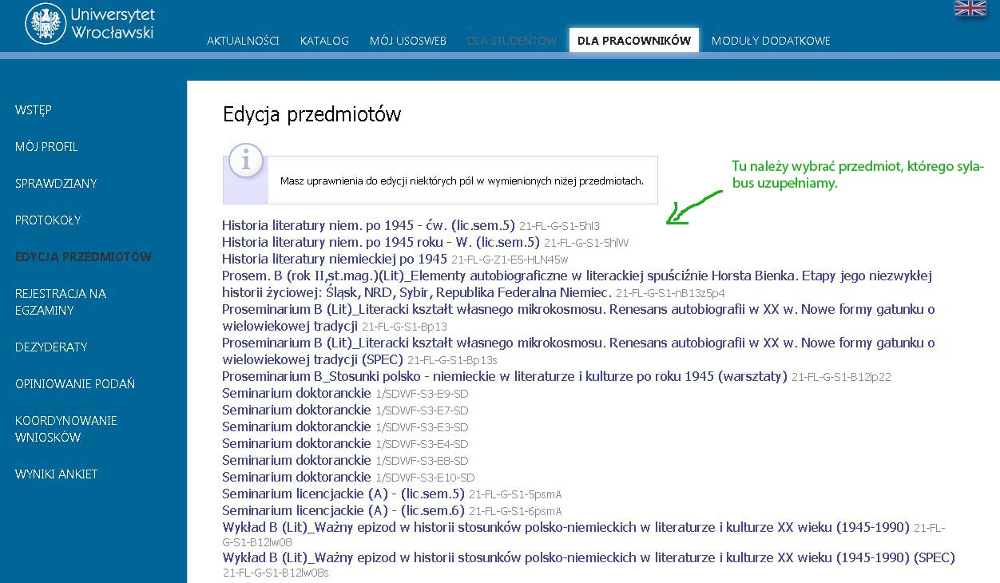 Uniwersytet
Wrocławski
AKTUALNOŚCI KATALOG MÓJ USOSWEB DLA STUDENTÓW DLA PRACOWNIKÓW MODUŁY DODATKOWE
WSTĘP
MÓJ PROFIL
SPRAWDZIANY
PROTOKOŁY
EDYCJA PRZEDMIOTÓW
REJESTRACJA NA
EGZAMINY
DEZYDERATY
OPINIOWANIE PODAŃ
KOORDYNOWANIE
WNIOSKÓW
WYNIKI ANKIET
Edycja przedmiotów
i
Masz uprawnienia do edycji niektórych pól w wymienionych niżej przedmiotach.
Tu należy wybrać przedmiot, którego syla-
bus uzupełniamy.
Historia literatury niem. po 1945 - ćw. (lic.sem.5) 21-FL-G-S1-5hl3
Historia literatury niem. po 1945 roku - W. (lic.sem.5) 21-FL-G-S1-5hlW
Historia literatury niemieckiej po 1945 21-FL-G-Z1-E5-HLN45w
Prosem. B (rok II,st.mag.)(Lit)_Elementy autobiograficzne w literackiej spuściźnie Horsta Bienka. Etapy jego niezwykłej
historii życiowej: Śląsk, NRD, Sybir, Republika Federalna Niemiec. 21-FL-G-S1-nB13z5p4
Proseminarium B (Lit)_Literacki kształt własnego mikrokosmosu. Renesans autobiografii w XX w. Nowe formy gatunku o
wielowiekowej tradycji 21-FL-G-S1-Bp13
Proseminarium B (Lit)_Literacki kształt własnego mikrokosmosu. Renesans autobiografii w XX w. Nowe formy gatunku o
wielowiekowej tradycji (SPEC) 21-FL-G-S1-Bp13s
Proseminarium B_Stosunki polsko - niemieckie w literaturze i kulturze po roku 1945 (warsztaty) 21-FL-G-S1-B12lp22
Seminarium doktoranckie 1/SDWF-S3-E9-SD
Seminarium doktoranckie 1/SDWF-S3-E7-SD
Seminarium doktoranckie 1/SDWF-S3-E3-SD
Seminarium doktoranckie 1/SDWF-S3-E4-SD
Seminarium doktoranckie 1/SDWF-S3-E8-SD
Seminarium doktoranckie 1/SDWF-S3-E10-SD
Seminarium licencjackie (A) - (lic.sem.5) 21-FL-G-S1-5psmA
Seminarium licencjackie (A) - (lic.sem.6) 21-FL-G-S1-6psmA
Wykład B (Lit)_Ważny epizod w historii stosunków polsko-niemieckich w literaturze i kulturze XX wieku (1945-1990) 21-FL-
G-S1-B12lw08
Wykład B (Lit)_Ważny epizod w historii stosunków polsko-niemieckich w literaturze i kulturze XX wieku (1945-1990) (SPEC)
21-FL-G-S1-B12lw08s